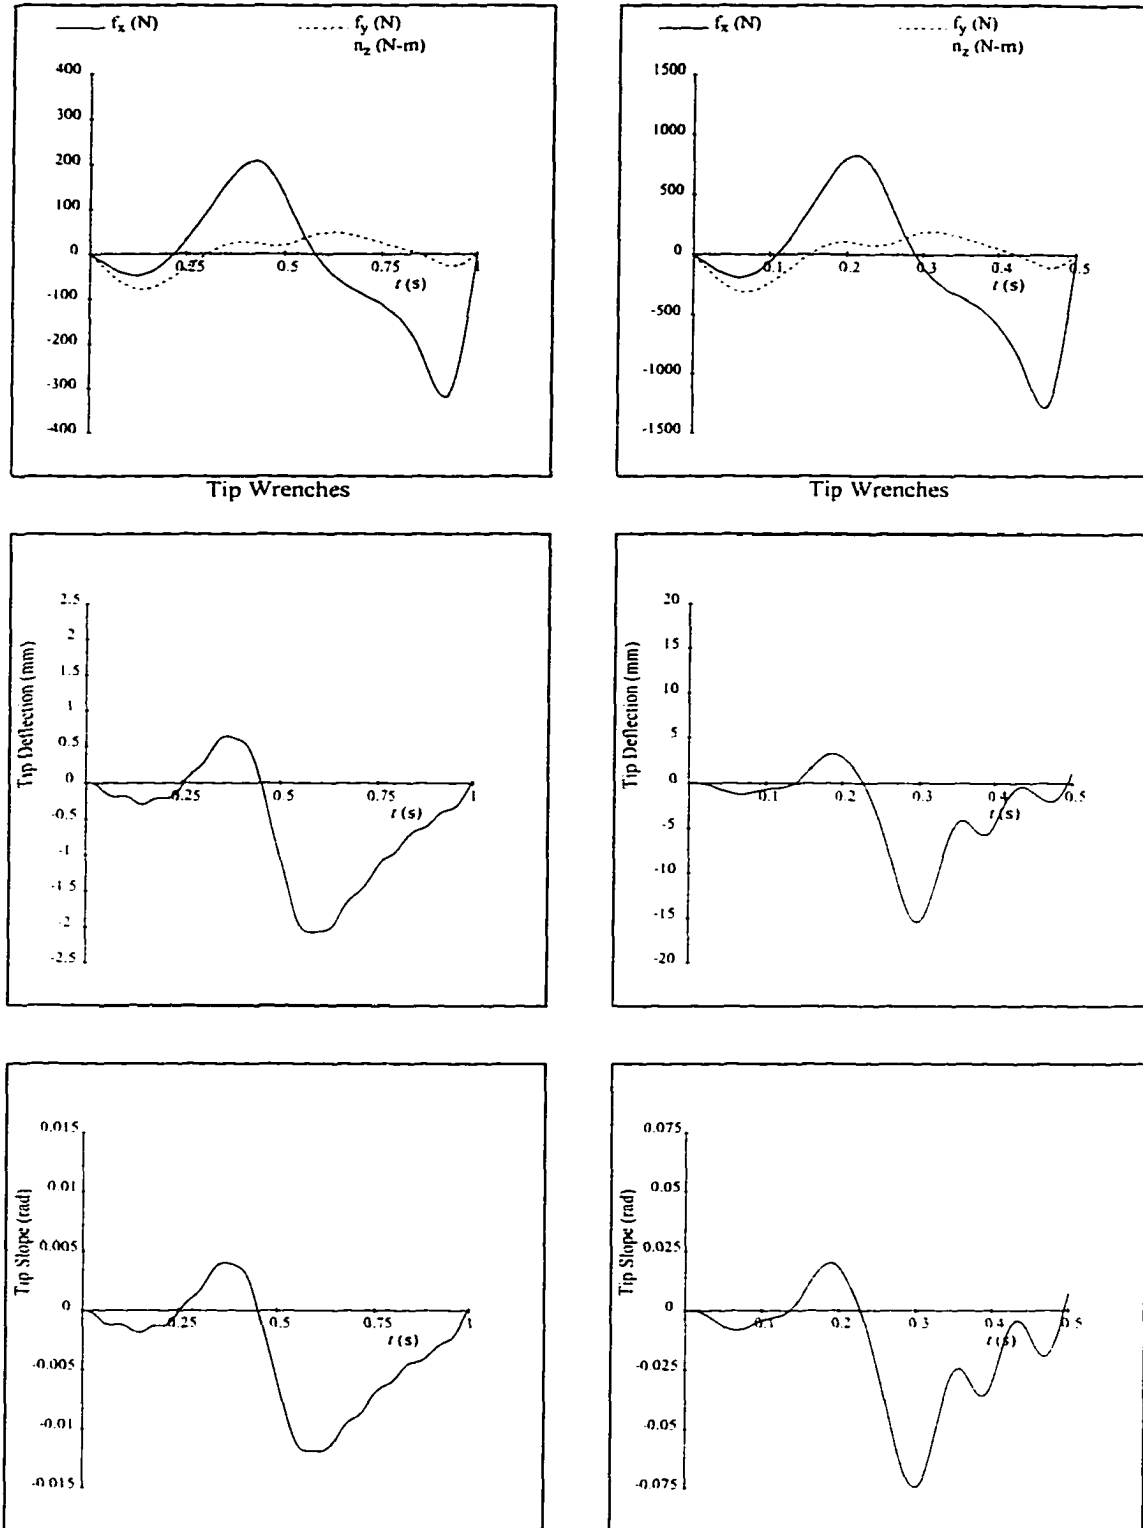 f_x (N) f_y (N)
n_z (N-m)
400
300
200
100
0
-100
-200
-300
-400
0.25 0.5 0.75 1
t (s)
Tip Wrenches
f_x (N) f_y (N)
n_z (N-m)
1500
1000
500
0
-500
-1000
-1500
0.1 0.2 0.3 0.4 0.5
t (s)
Tip Wrenches
Tip Deflection (mm)
2.5
2
1.5
1
0.5
0
-0.5
-1
-1.5
-2
-2.5
0.25 0.5 0.75 1
t (s)
Tip Deflection (mm)
20
15
10
5
0
-5
-10
-15
-20
0.1 0.2 0.3 0.4 0.5
t (s)
Tip Slope (rad)
0.015
0.01
0.005
0
-0.005
-0.01
-0.015
0.25 0.5 0.75 1
t (s)
Tip Slope (rad)
0.075
0.05
0.025
0
-0.025
-0.05
-0.075
0.1 0.2 0.3 0.4 0.5
t (s)